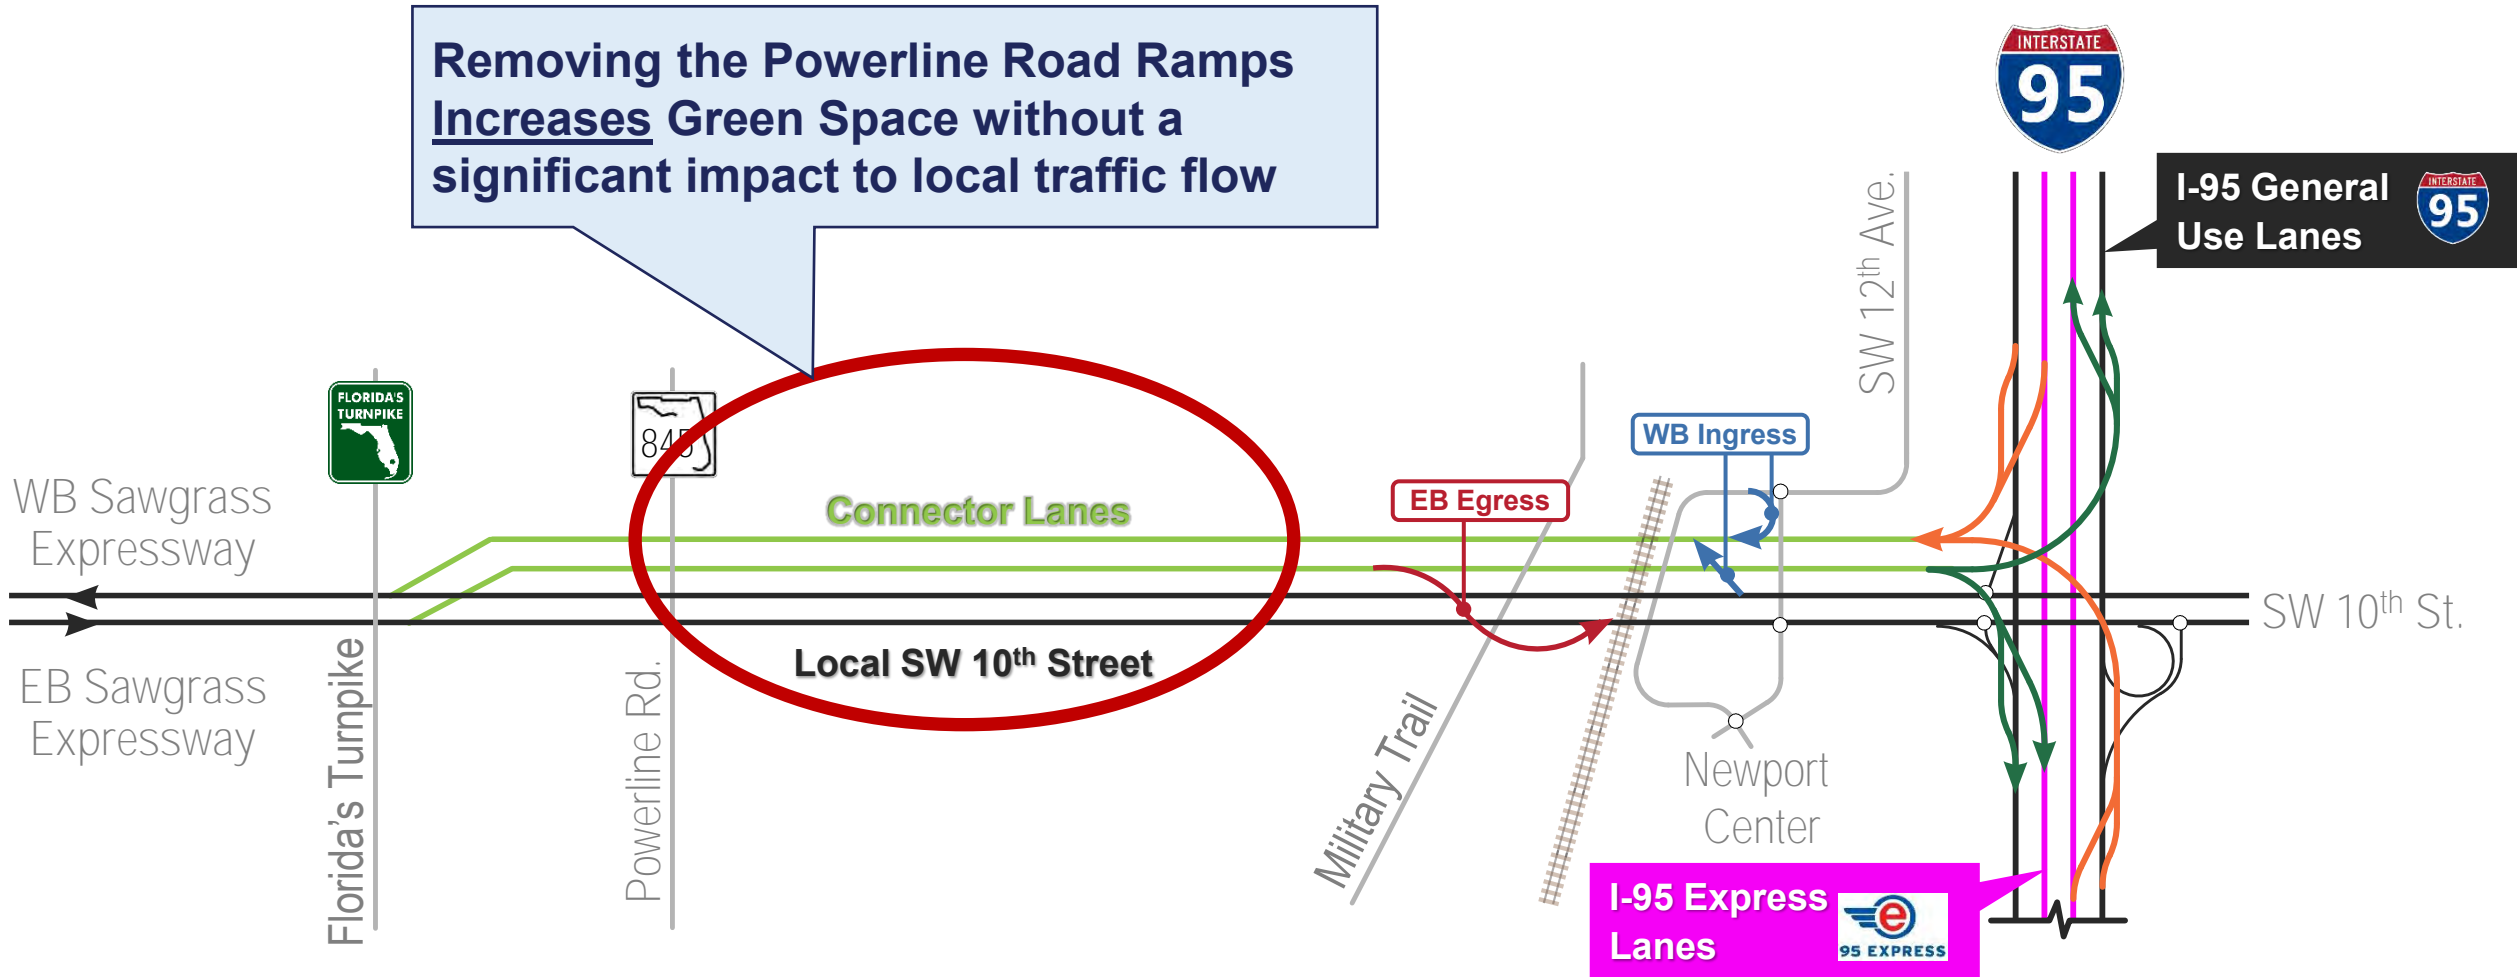 Removing the Powerline Road Ramps
Increases Green Space without a
significant impact to local traffic flow
INTERSTATE
95
I-95 General
Use Lanes
INTERSTATE
95
SW 12th Ave.
FLORIDA'S
TURNPIKE
845
WB Ingress
EB Egress
WB Sawgrass
Expressway
Connector Lanes
SW 10th St.
Local SW 10th Street
EB Sawgrass
Expressway
Florida's Turnpike
Powerline Rd.
Military Trail
Newport
Center
I-95 Express
Lanes
e
95 EXPRESS